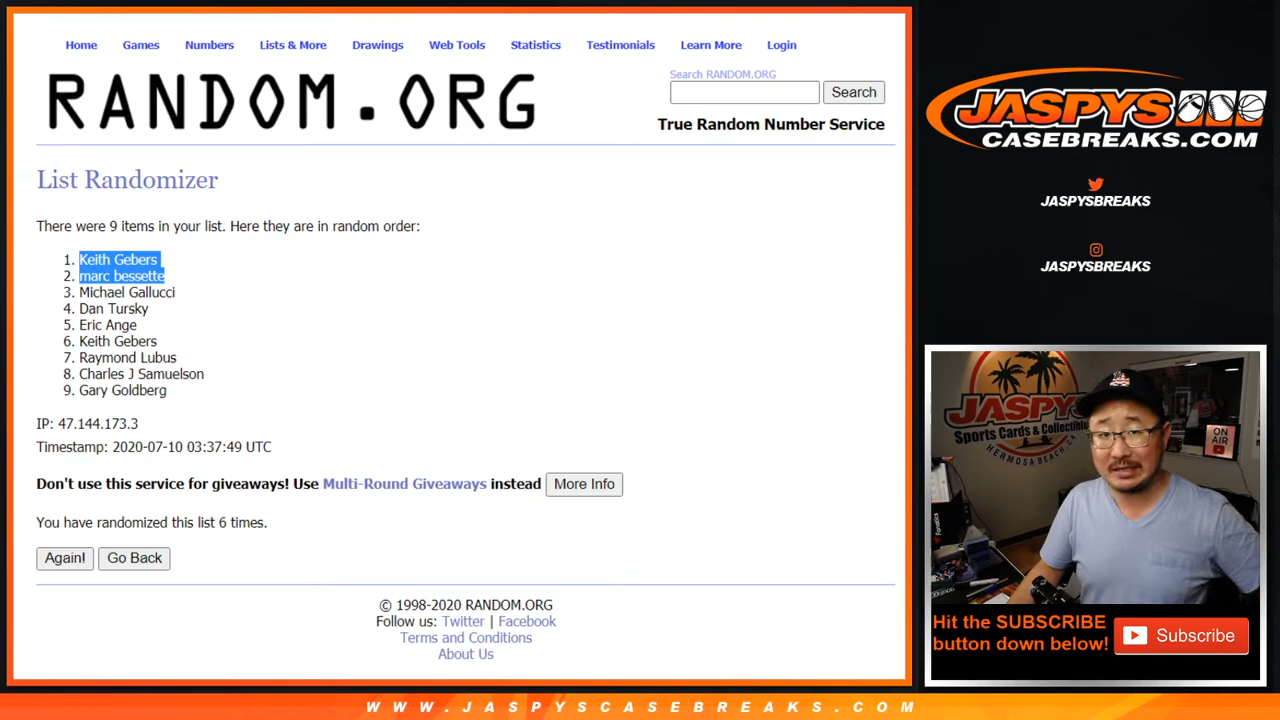 Home Games Numbers Lists & More Drawings Web Tools Statistics Testimonials Learn More Login
RANDOM.ORG
Search RANDOM.ORG
Search
True Random Number Service
List Randomizer
There were 9 items in your list. Here they are in random order:
1. Keith Gebers
2. marc bessette
3. Michael Gallucci
4. Dan Tursky
5. Eric Ange
6. Keith Gebers
7. Raymond Lubus
8. Charles J Samuelson
9. Gary Goldberg
IP: 47.144.173.3
Timestamp: 2020-07-10 03:37:49 UTC
Don't use this service for giveaways! Use Multi-Round Giveaways instead More Info
You have randomized this list 6 times.
Again! Go Back
© 1998-2020 RANDOM.ORG
Follow us: Twitter | Facebook
Terms and Conditions
About Us
JASPYS
CASEBREAKS.COM
JASPYSBREAKS
JASPYSBREAKS
JASPYS
Sports Cards & Collectible
HERMOSA BEACH, CA
ON
AIR
Fanatics
Hit the SUBSCRIBE
button down below!
Subscribe
WWW.JASPYSCASEBREAKS.COM